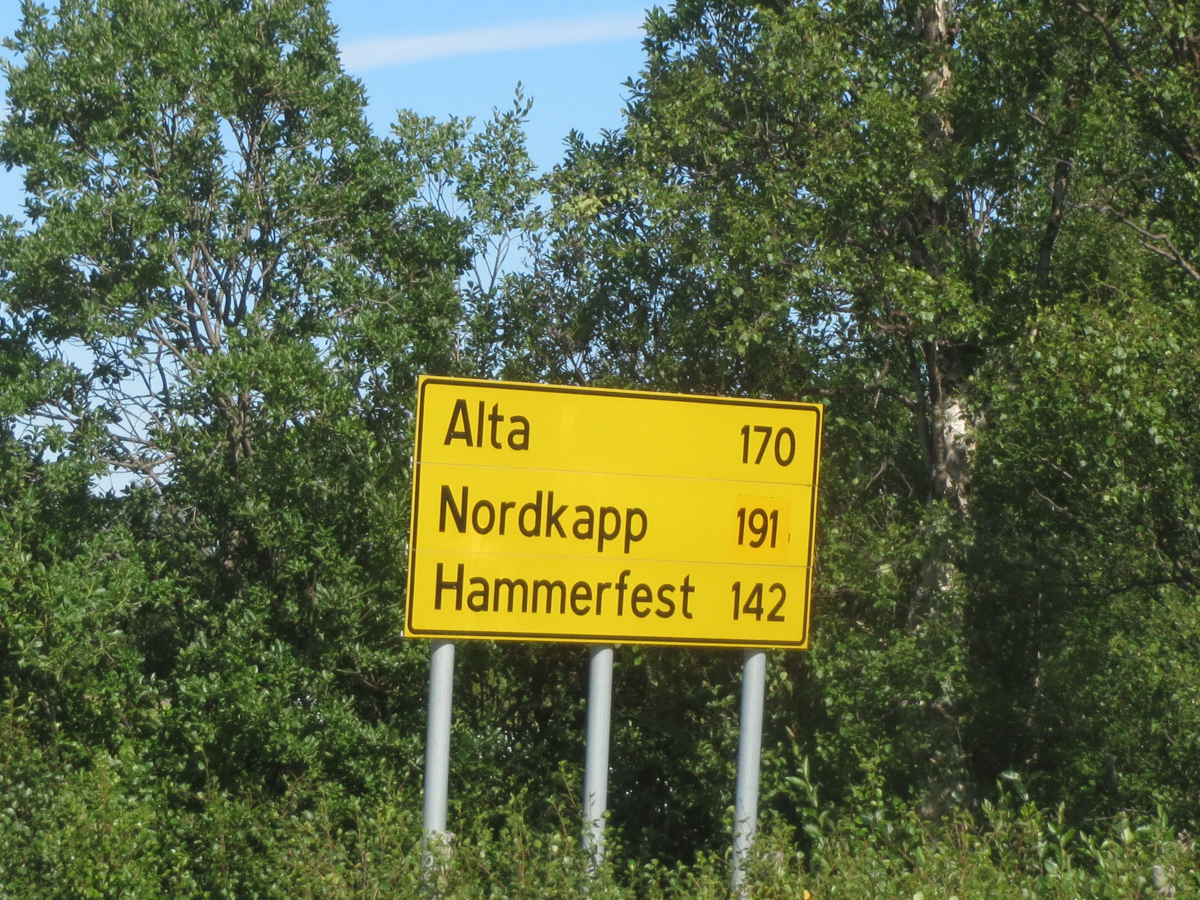 Alta 170
Nordkapp 191
Hammerfest 142